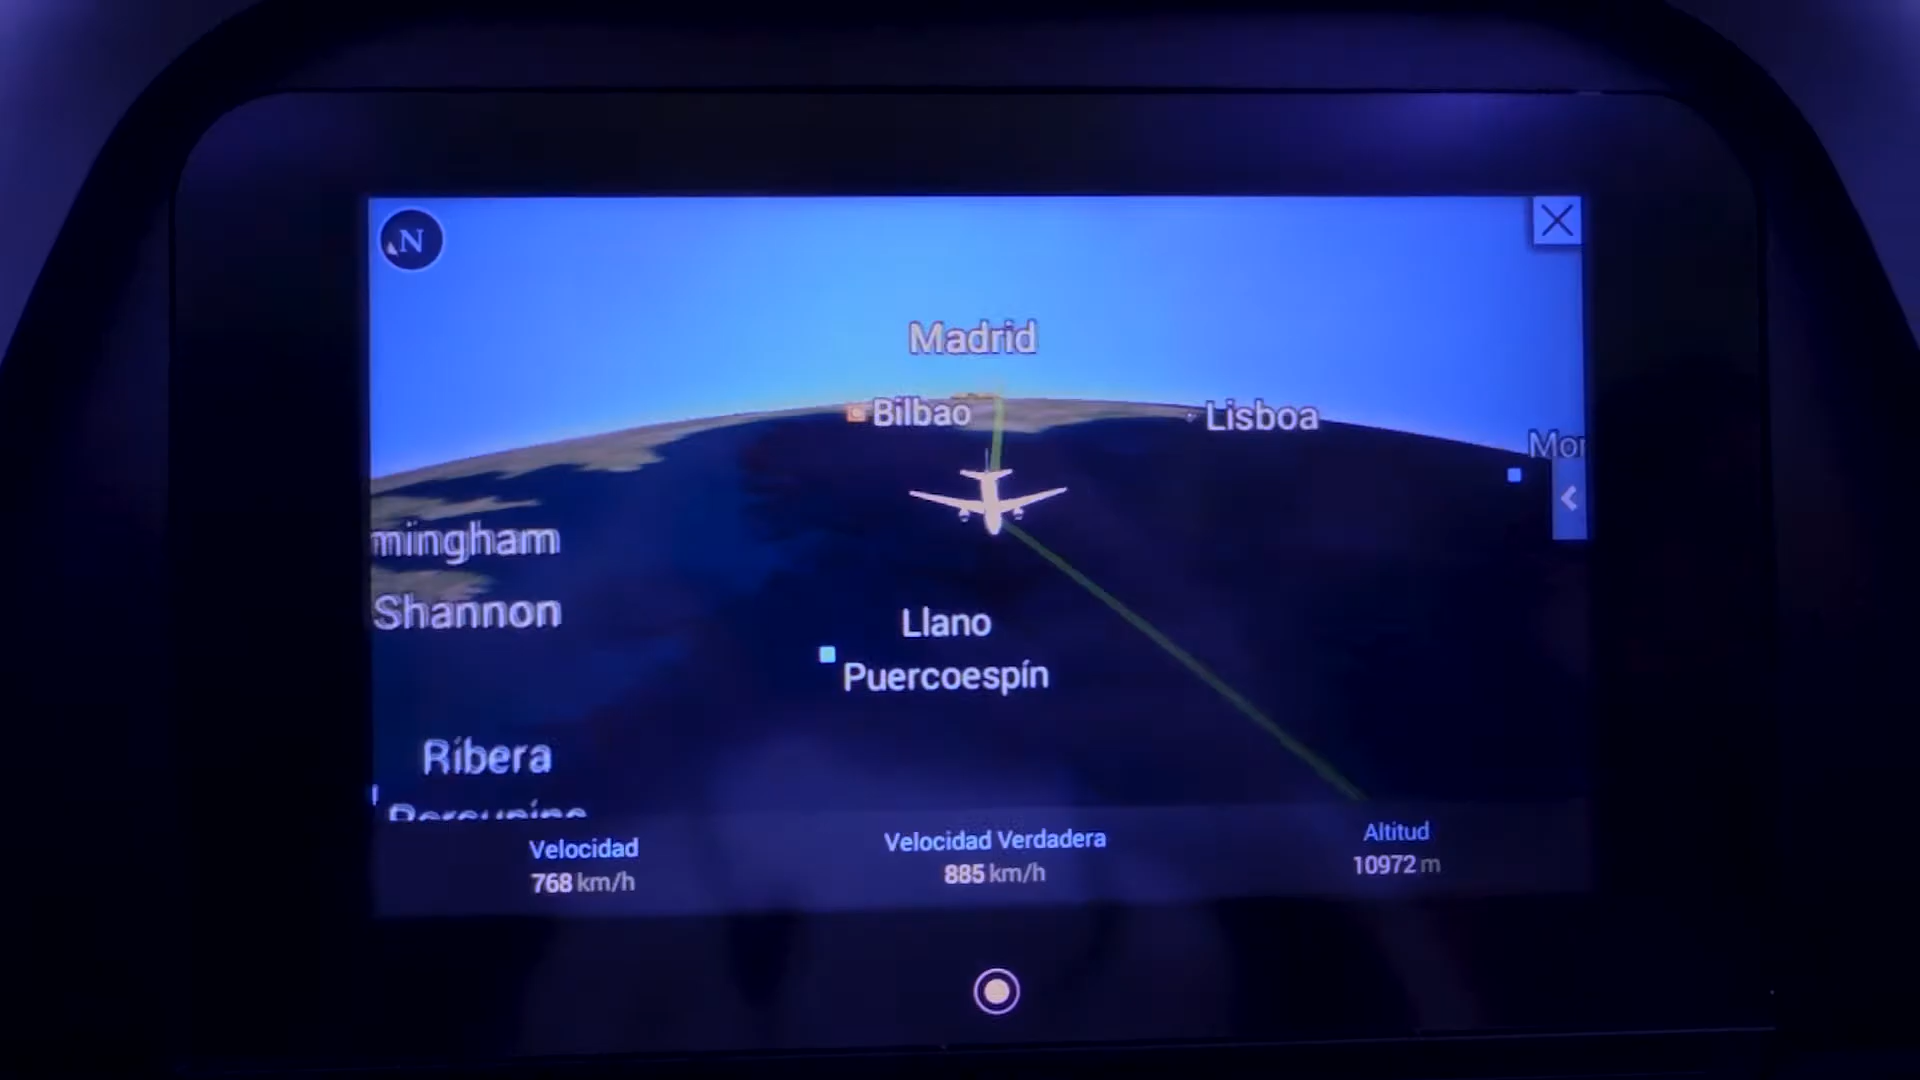 N
Madrid
Bilbao
Lisboa
Mor
mingham
Shannon
Llano
Puercoespín
Ribera
Velocidad
768 km/h
Velocidad Verdadera
885 km/h
Altitud
10972 m